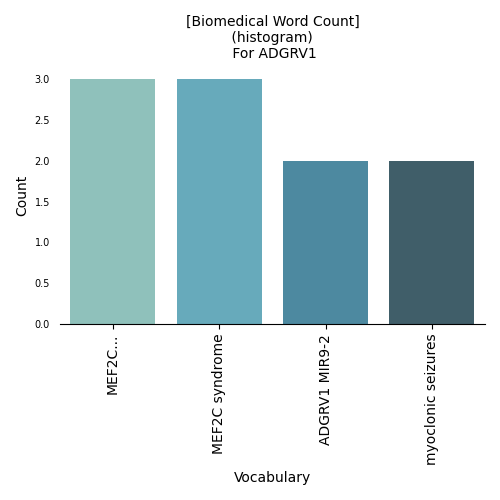 [Biomedical Word Count]
(histogram)
For ADGRV1
3.0
2.5
2.0
1.5
1.0
0.5
0.0
Count
MEF2C...
MEF2C syndrome
ADGRV1 MIR9-2
myoclonic seizures
Vocabulary